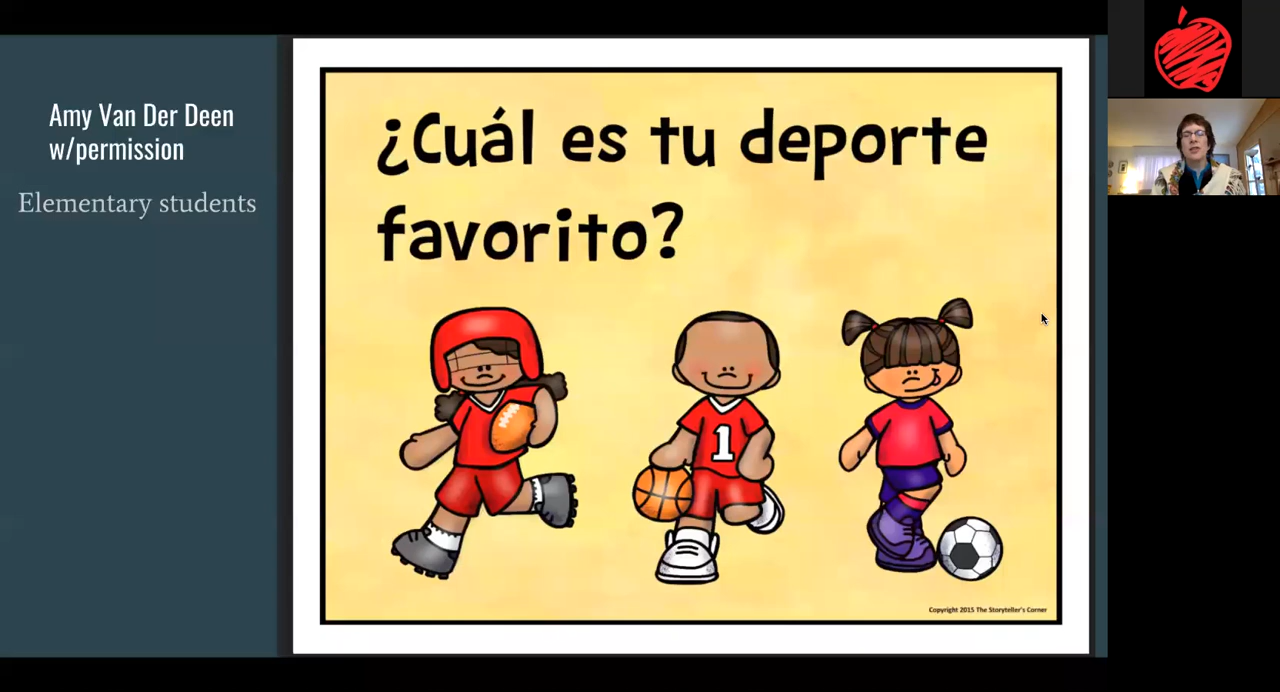 Amy Van Der Deen
w/permission
Elementary students
¿Cuál es tu deporte
favorito?
1
Copyright 2015 The Storyteller's Corner